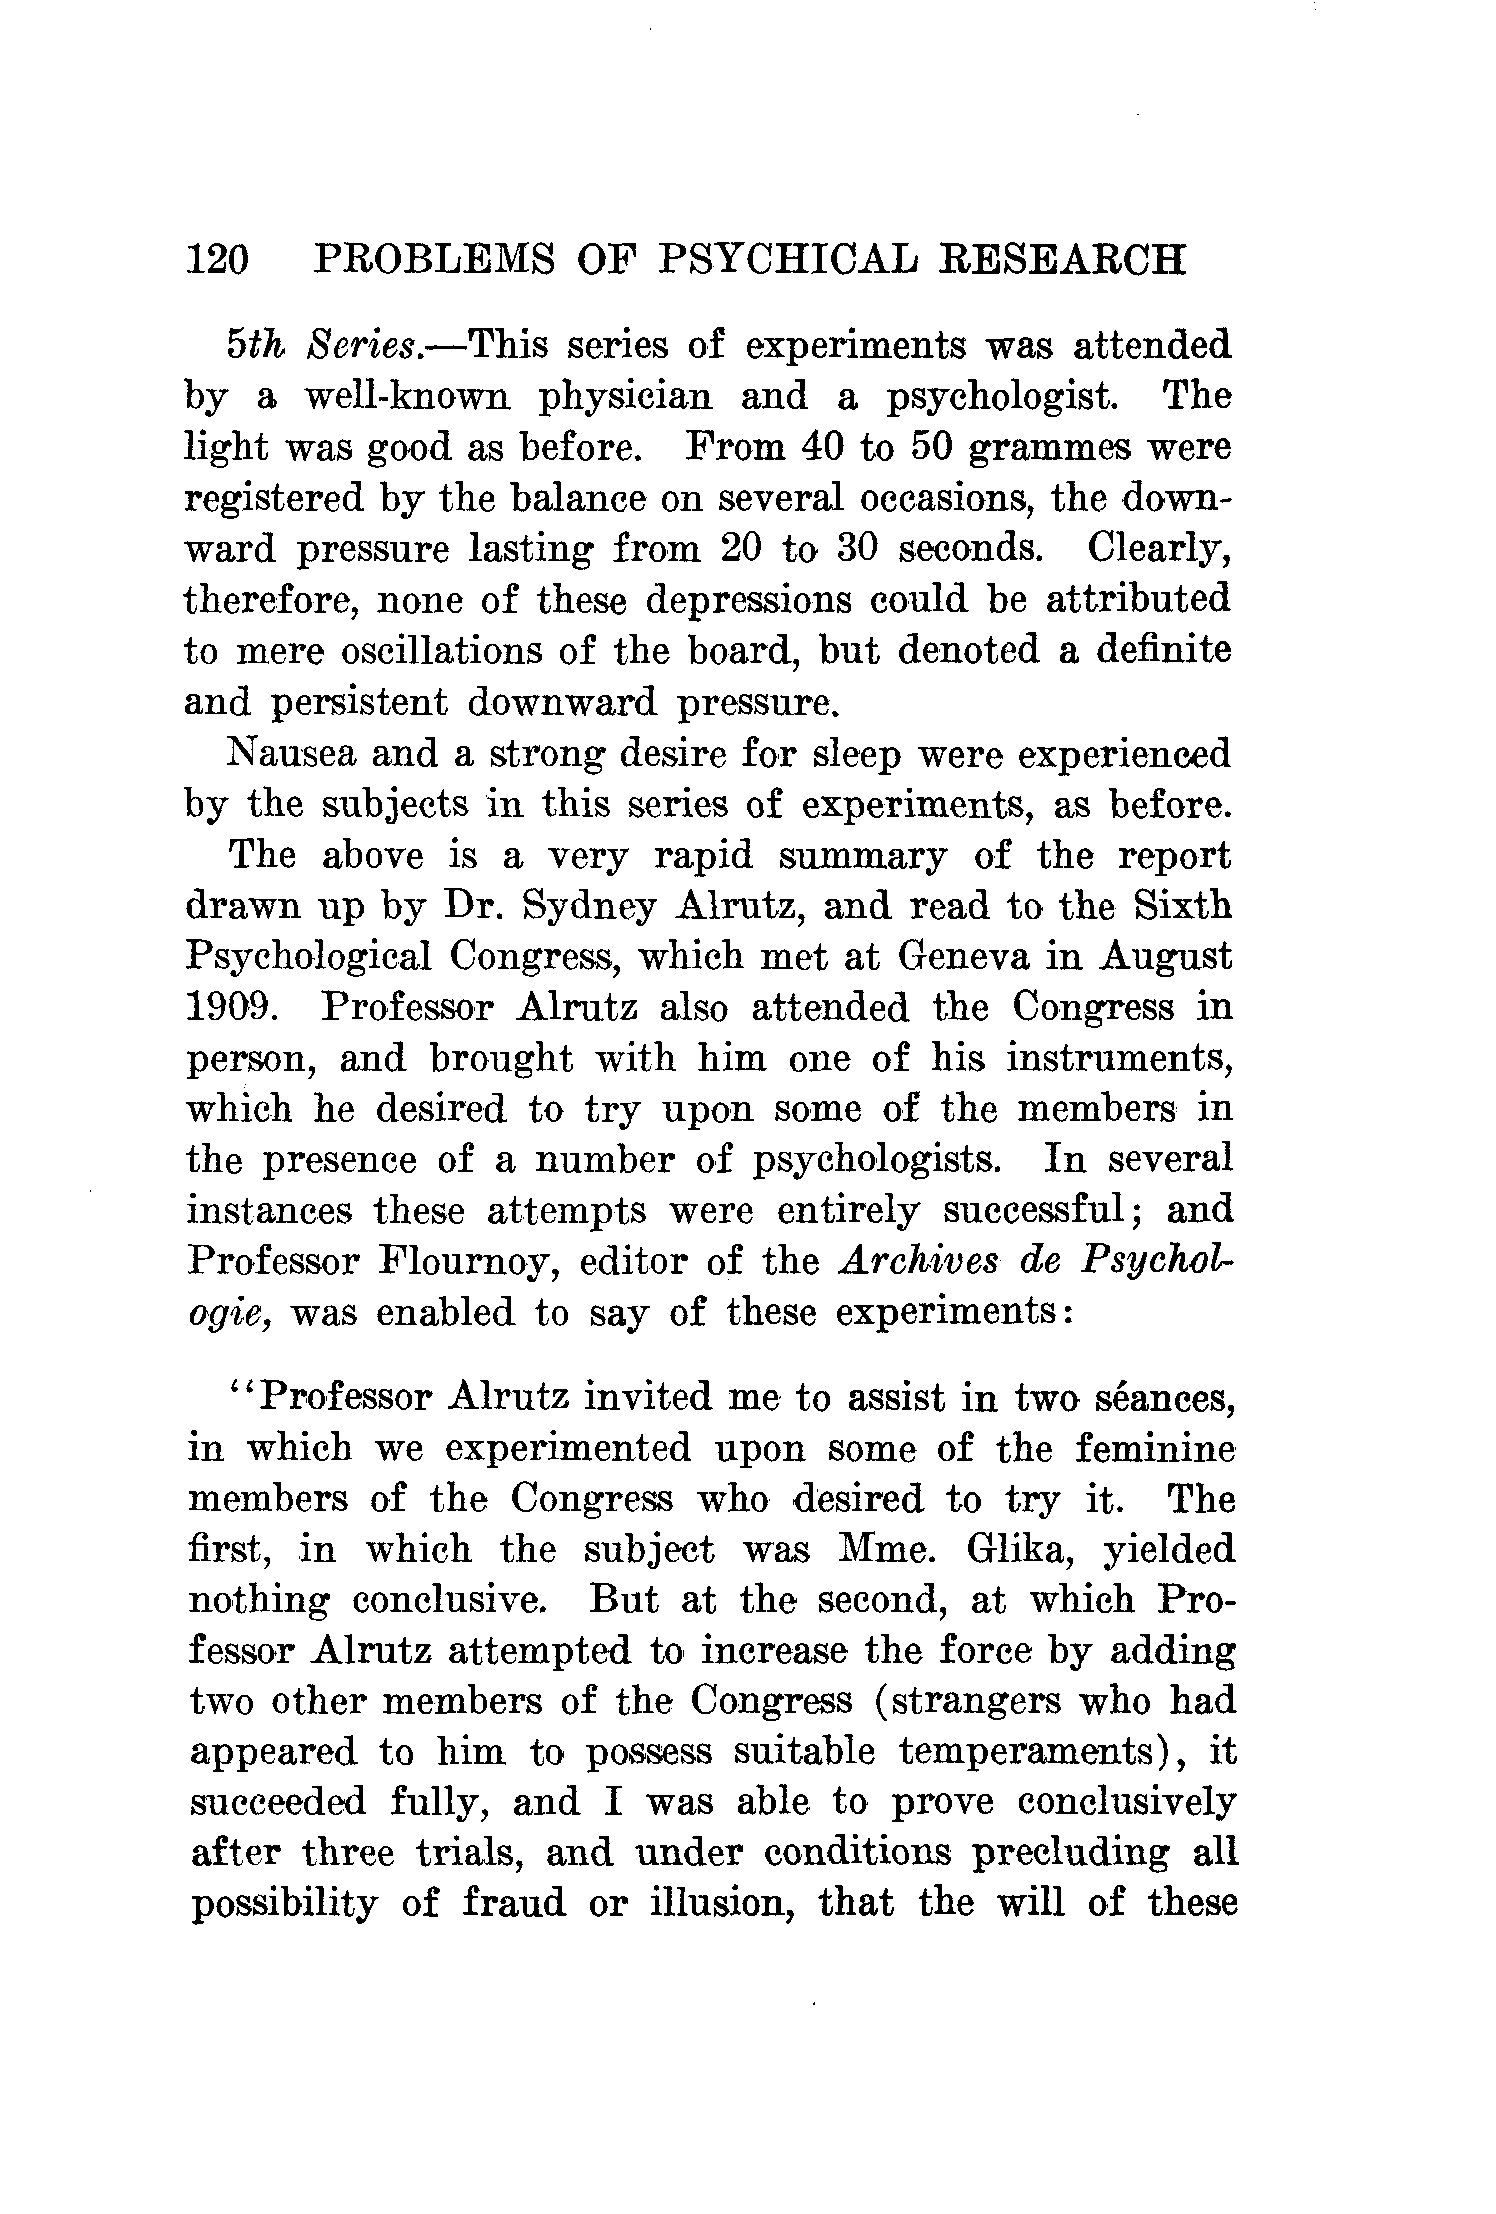 120 PROBLEMS OF PSYCHICAL RESEARCH
5th Series.—This series of experiments was attended
by a well-known physician and a psychologist. The
light was good as before. From 40 to 50 grammes were
registered by the balance on several occasions, the down-
ward pressure lasting from 20 to 30 seconds. Clearly,
therefore, none of these depressions could be attributed
to mere oscillations of the board, but denoted a definite
and persistent downward pressure.
Nausea and a strong desire for sleep were experienced
by the subjects in this series of experiments, as before.
The above is a very rapid summary of the report
drawn up by Dr. Sydney Alrutz, and read to the Sixth
Psychological Congress, which met at Geneva in August
1909. Professor Alrutz also attended the Congress in
person, and brought with him one of his instruments,
which he desired to try upon some of the members in
the presence of a number of psychologists. In several
instances these attempts were entirely successful; and
Professor Flournoy, editor of the Archives de Psychol-
ogie, was enabled to say of these experiments:
"Professor Alrutz invited me to assist in two séances,
in which we experimented upon some of the feminine
members of the Congress who desired to try it. The
first, in which the subject was Mme. Glika, yielded
nothing conclusive. But at the second, at which Pro-
fessor Alrutz attempted to increase the force by adding
two other members of the Congress (strangers who had
appeared to him to possess suitable temperaments), it
succeeded fully, and I was able to prove conclusively
after three trials, and under conditions precluding all
possibility of fraud or illusion, that the will of these